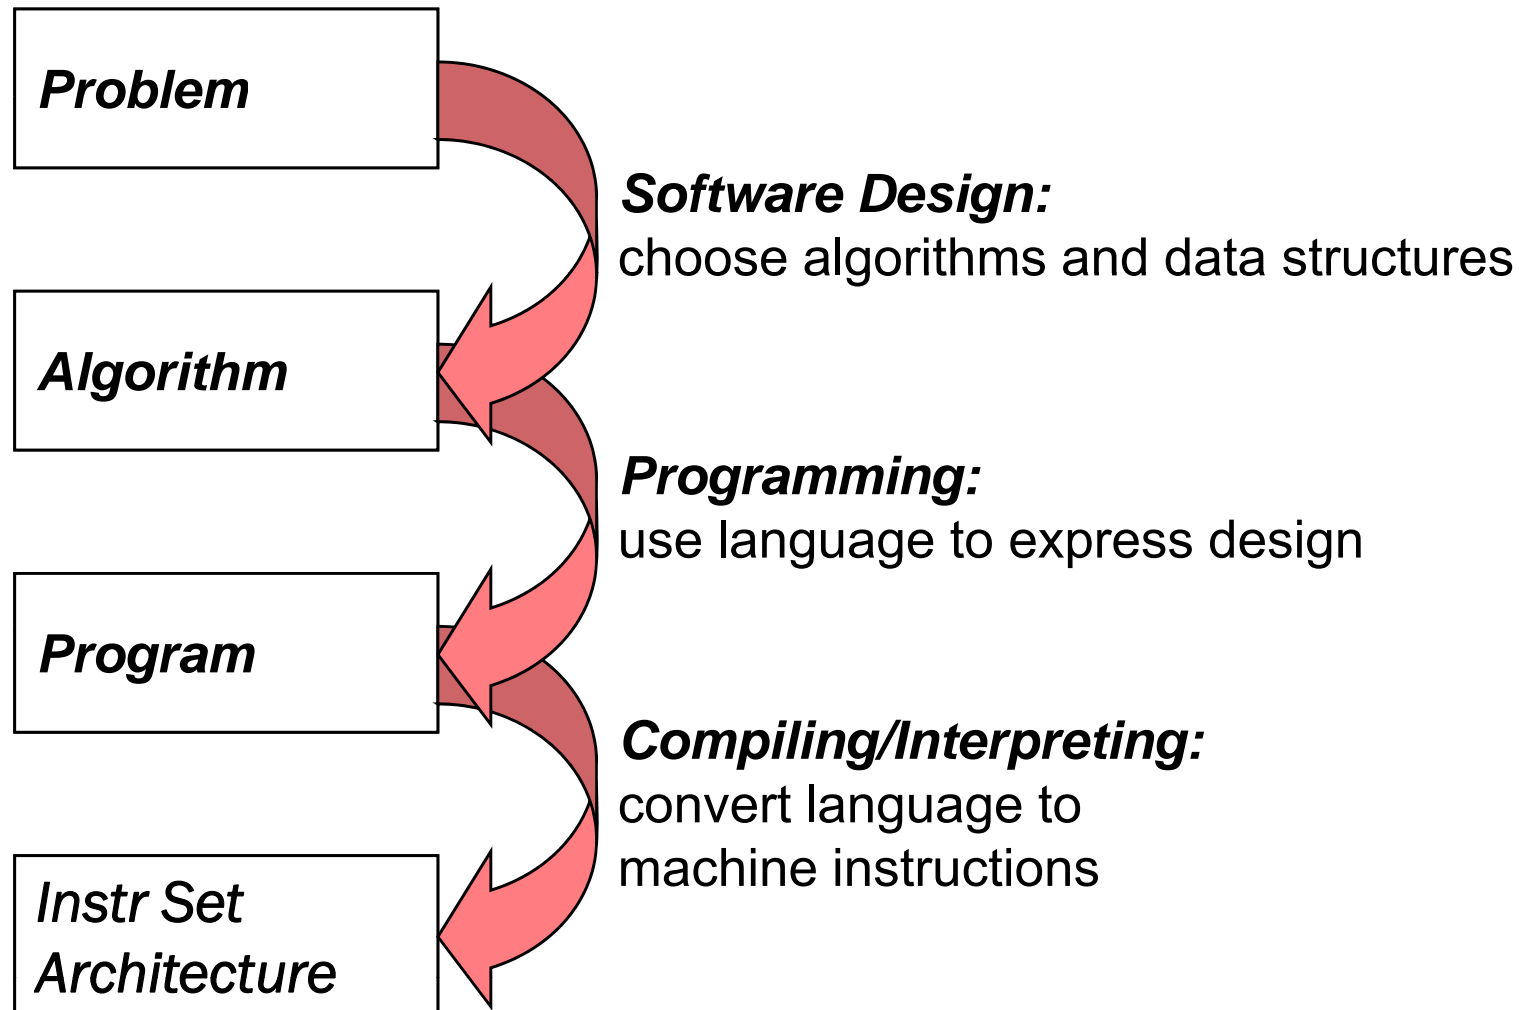 Problem
Software Design:
choose algorithms and data structures
Algorithm
Programming:
use language to express design
Program
Compiling/Interpreting:
convert language to
machine instructions
Instr Set
Architecture